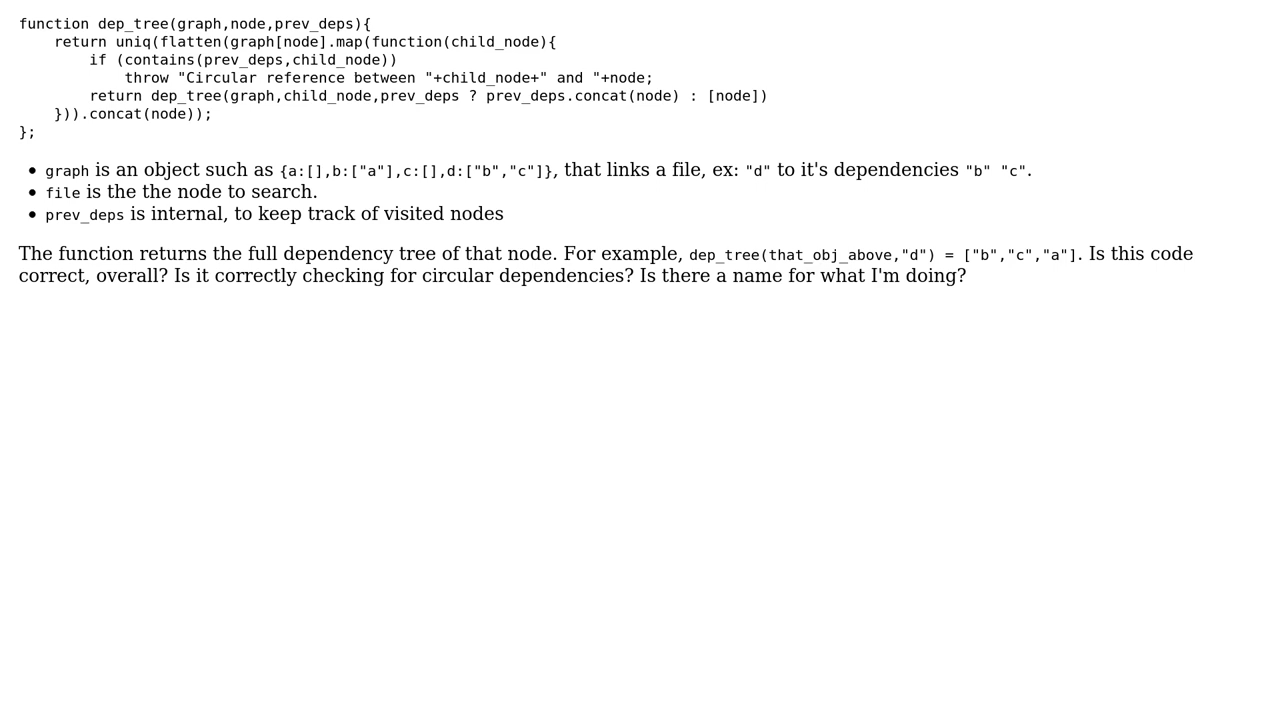 function dep_tree(graph,node,prev_deps){
    return uniq(flatten(graph[node].map(function(child_node){
        if (contains(prev_deps,child_node))
            throw "Circular reference between "+child_node+" and "+node;
        return dep_tree(graph,child_node,prev_deps ? prev_deps.concat(node) : [node])
    })).concat(node));
};
• graph is an object such as {a:[],b:["a"],c:[],d:["b","c"]}, that links a file, ex: "d" to it's dependencies "b" "c".
• file is the the node to search.
• prev_deps is internal, to keep track of visited nodes
The function returns the full dependency tree of that node. For example, dep_tree(that_obj_above,"d") = ["b","c","a"]. Is this code
correct, overall? Is it correctly checking for circular dependencies? Is there a name for what I'm doing?